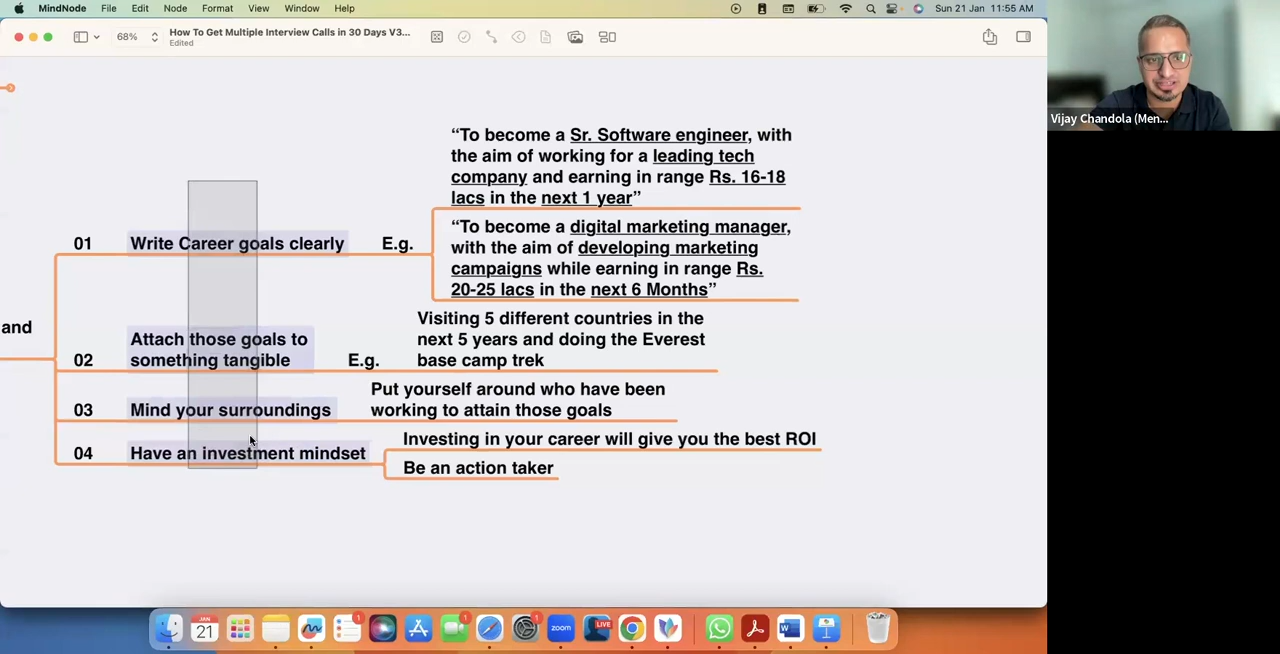 MindNode File Edit Node Format View Window Help
Sun 21 Jan 11:55 AM
68%
How To Get Multiple Interview Calls in 30 Days V3...
Edited
Vijay Chandola (Men...
“To become a Sr. Software engineer, with
the aim of working for a leading tech
company and earning in range Rs. 16-18
lacs in the next 1 year”
01 Write Career goals clearly E.g.
“To become a digital marketing manager,
with the aim of developing marketing
campaigns while earning in range Rs.
20-25 lacs in the next 6 Months”
and
02 Attach those goals to
something tangible E.g.
Visiting 5 different countries in the
next 5 years and doing the Everest
base camp trek
03 Mind your surroundings
Put yourself around who have been
working to attain those goals
04 Have an investment mindset
Investing in your career will give you the best ROI
Be an action taker
JAN
21
1
1
1
zoom
LIVE
W